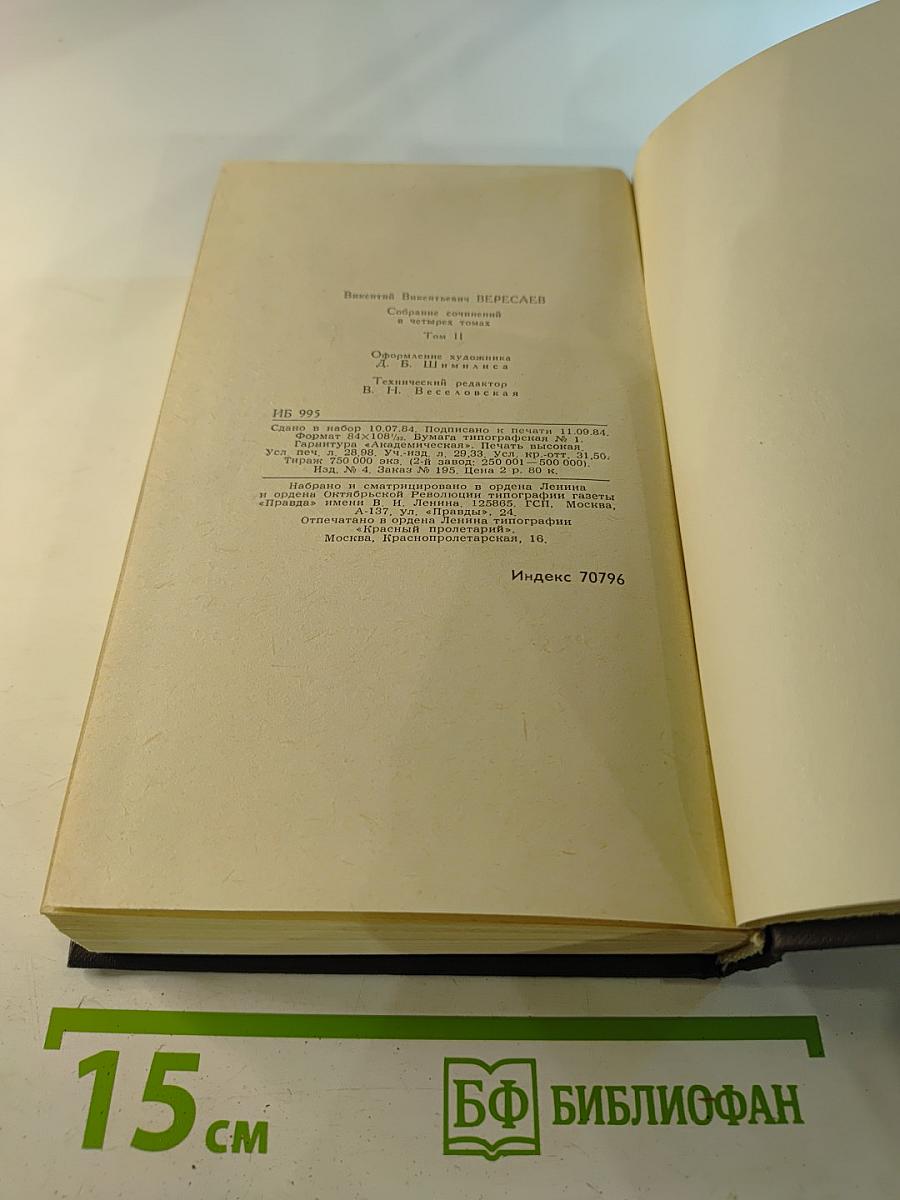 Викентий Викентьевич ВЕРЕСАЕВ
Собрание сочинений
в четырех томах
Том II
Оформление художника
Д. Б. Шимилиса
Технический редактор
В. Н. Веселовская
ИБ 995
Сдано в набор 10.07.84. Подписано к печати 11.09.84.
Формат 84×108¹/₃₂. Бумага типографская № 1.
Гарнитура «Академическая». Печать высокая.
Усл. печ. л. 28,98. Уч.-изд. л. 29,33. Усл. кр.-отт. 31,50.
Тираж 750 000 экз. (2-й завод: 250 001—500 000).
Изд. № 4. Заказ № 195. Цена 2 р. 80 к.
Набрано и сматрицировано в ордена Ленина
и ордена Октябрьской Революции типографии газеты
«Правда» имени В. И. Ленина. 125865, ГСП, Москва,
А-137, ул. «Правды», 24.
Отпечатано в ордена Ленина типографии
«Красный пролетарий».
Москва, Краснопролетарская, 16.
Индекс 70796
15 см
БФ БИБЛИОФАН